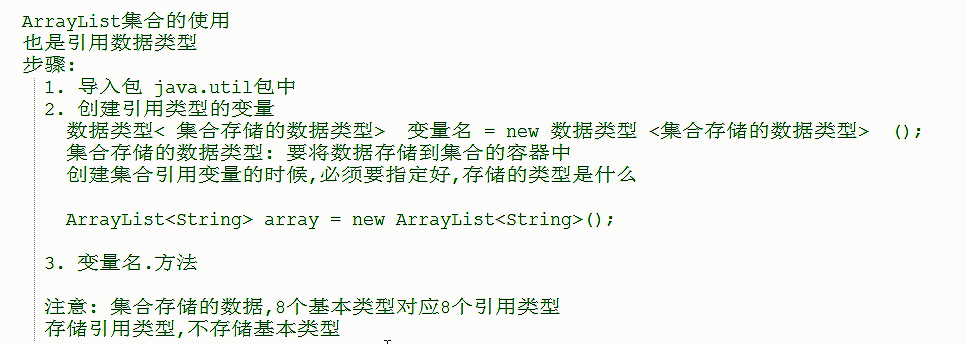 ArrayList集合的使用
也是引用数据类型
步骤:
1. 导入包 java.util包中
2. 创建引用类型的变量
数据类型< 集合存储的数据类型>  变量名 = new 数据类型 <集合存储的数据类型>  ();
集合存储的数据类型: 要将数据存储到集合的容器中
创建集合引用变量的时候,必须要指定好,存储的类型是什么
ArrayList<String> array = new ArrayList<String>();
3. 变量名.方法
注意: 集合存储的数据,8个基本类型对应8个引用类型
存储引用类型,不存储基本类型